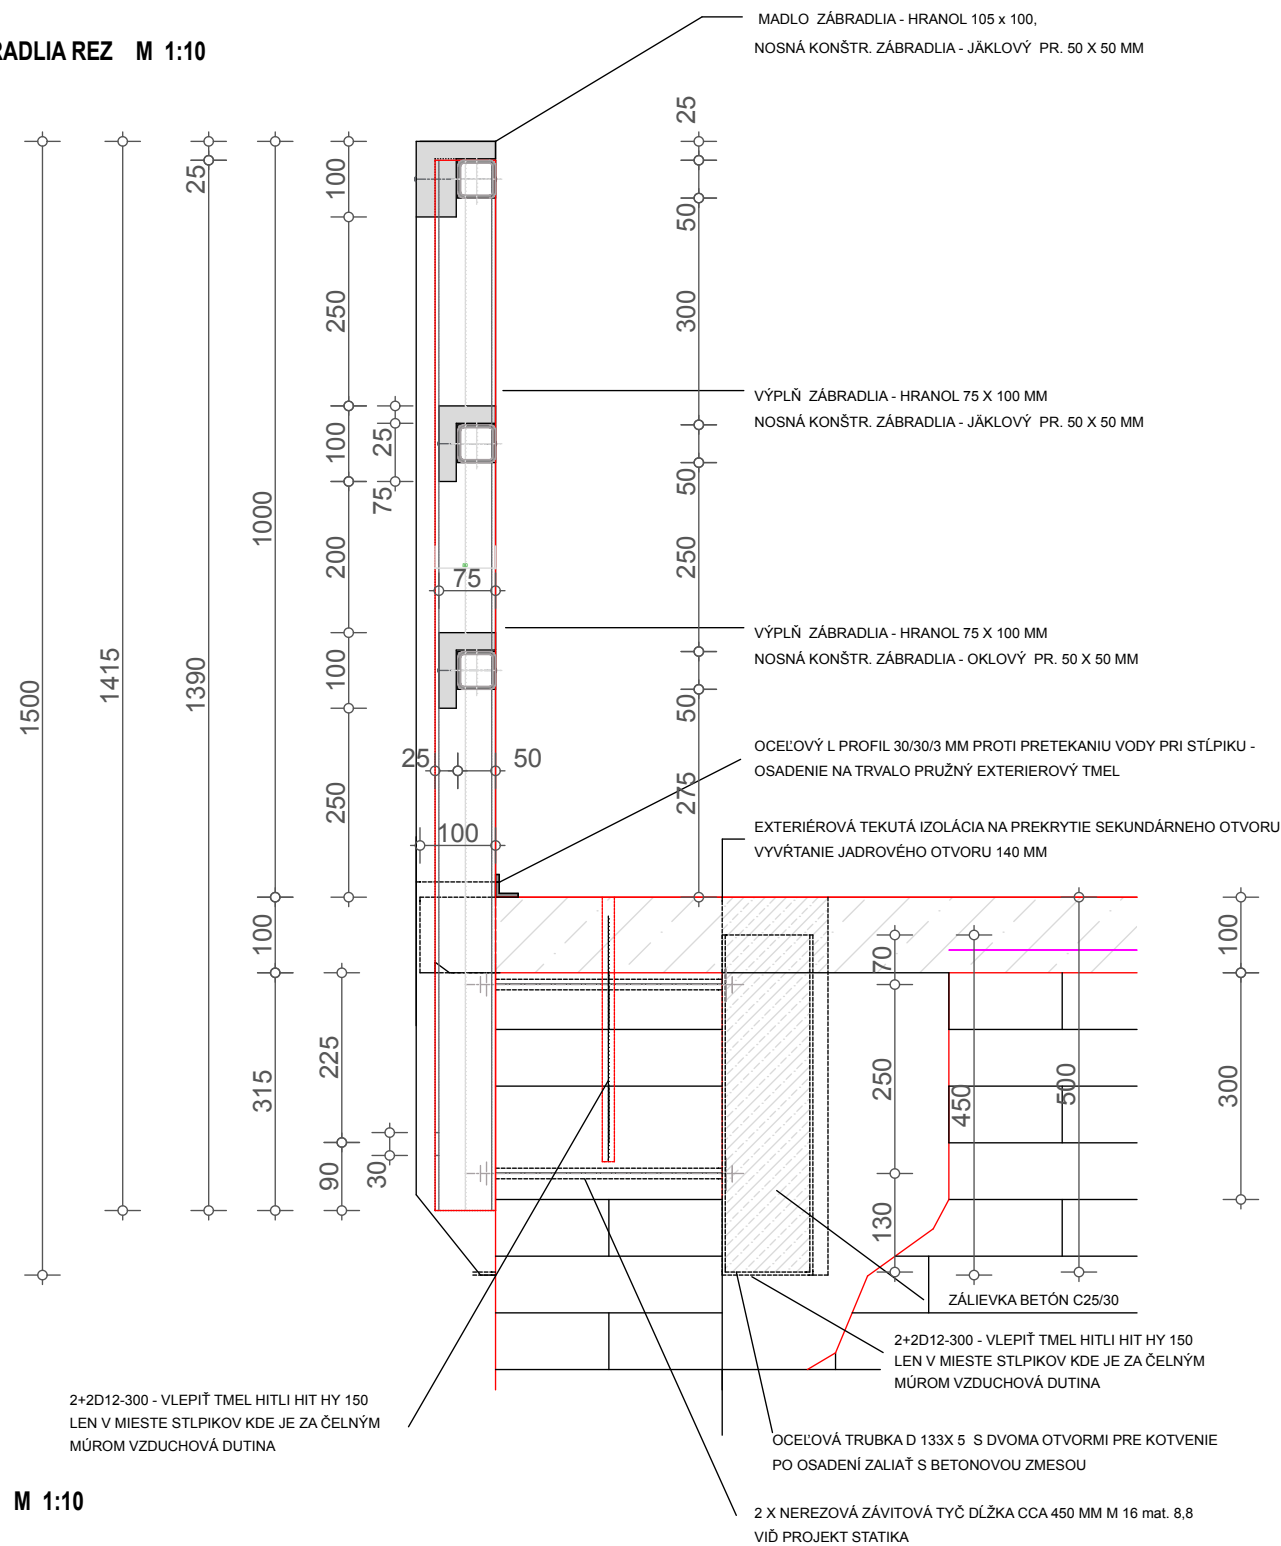 RADLIA REZ M 1:10
MADLO ZÁBRADLIA - HRANOL 105 x 100,
NOSNÁ KONŠTR. ZÁBRADLIA - JÄKLOVÝ PR. 50 X 50 MM
25
25
100
50
250
300
VÝPLŇ ZÁBRADLIA - HRANOL 75 X 100 MM
NOSNÁ KONŠTR. ZÁBRADLIA - JÄKLOVÝ PR. 50 X 50 MM
100
25
75
50
1000
200
250
75
VÝPLŇ ZÁBRADLIA - HRANOL 75 X 100 MM
NOSNÁ KONŠTR. ZÁBRADLIA - OKLOVÝ PR. 50 X 50 MM
1500
1415
1390
100
50
25
50
OCEĽOVÝ L PROFIL 30/30/3 MM PROTI PRETEKANIU VODY PRI STĹPIKU -
OSADENIE NA TRVALO PRUŽNÝ EXTERIEROVÝ TMEL
275
250
100
EXTERIÉROVÁ TEKUTÁ IZOLÁCIA NA PREKRYTIE SEKUNDÁRNEHO OTVORU
VYVŔTANIE JADROVÉHO OTVORU 140 MM
100
70
100
225
315
250
450
500
300
90
30
130
ZÁLIEVKA BETÓN C25/30
2+2D12-300 - VLEPIŤ TMEL HITLI HIT HY 150
LEN V MIESTE STLPIKOV KDE JE ZA ČELNÝM
MÚROM VZDUCHOVÁ DUTINA
2+2D12-300 - VLEPIŤ TMEL HITLI HIT HY 150
LEN V MIESTE STLPIKOV KDE JE ZA ČELNÝM
MÚROM VZDUCHOVÁ DUTINA
OCEĽOVÁ TRUBKA D 133X 5 S DVOMA OTVORMI PRE KOTVENIE
PO OSADENÍ ZALIAŤ S BETONOVOU ZMESOU
M 1:10
2 X NEREZOVÁ ZÁVITOVÁ TYČ DĹŽKA CCA 450 MM M 16 mat. 8,8
VIĎ PROJEKT STATIKA